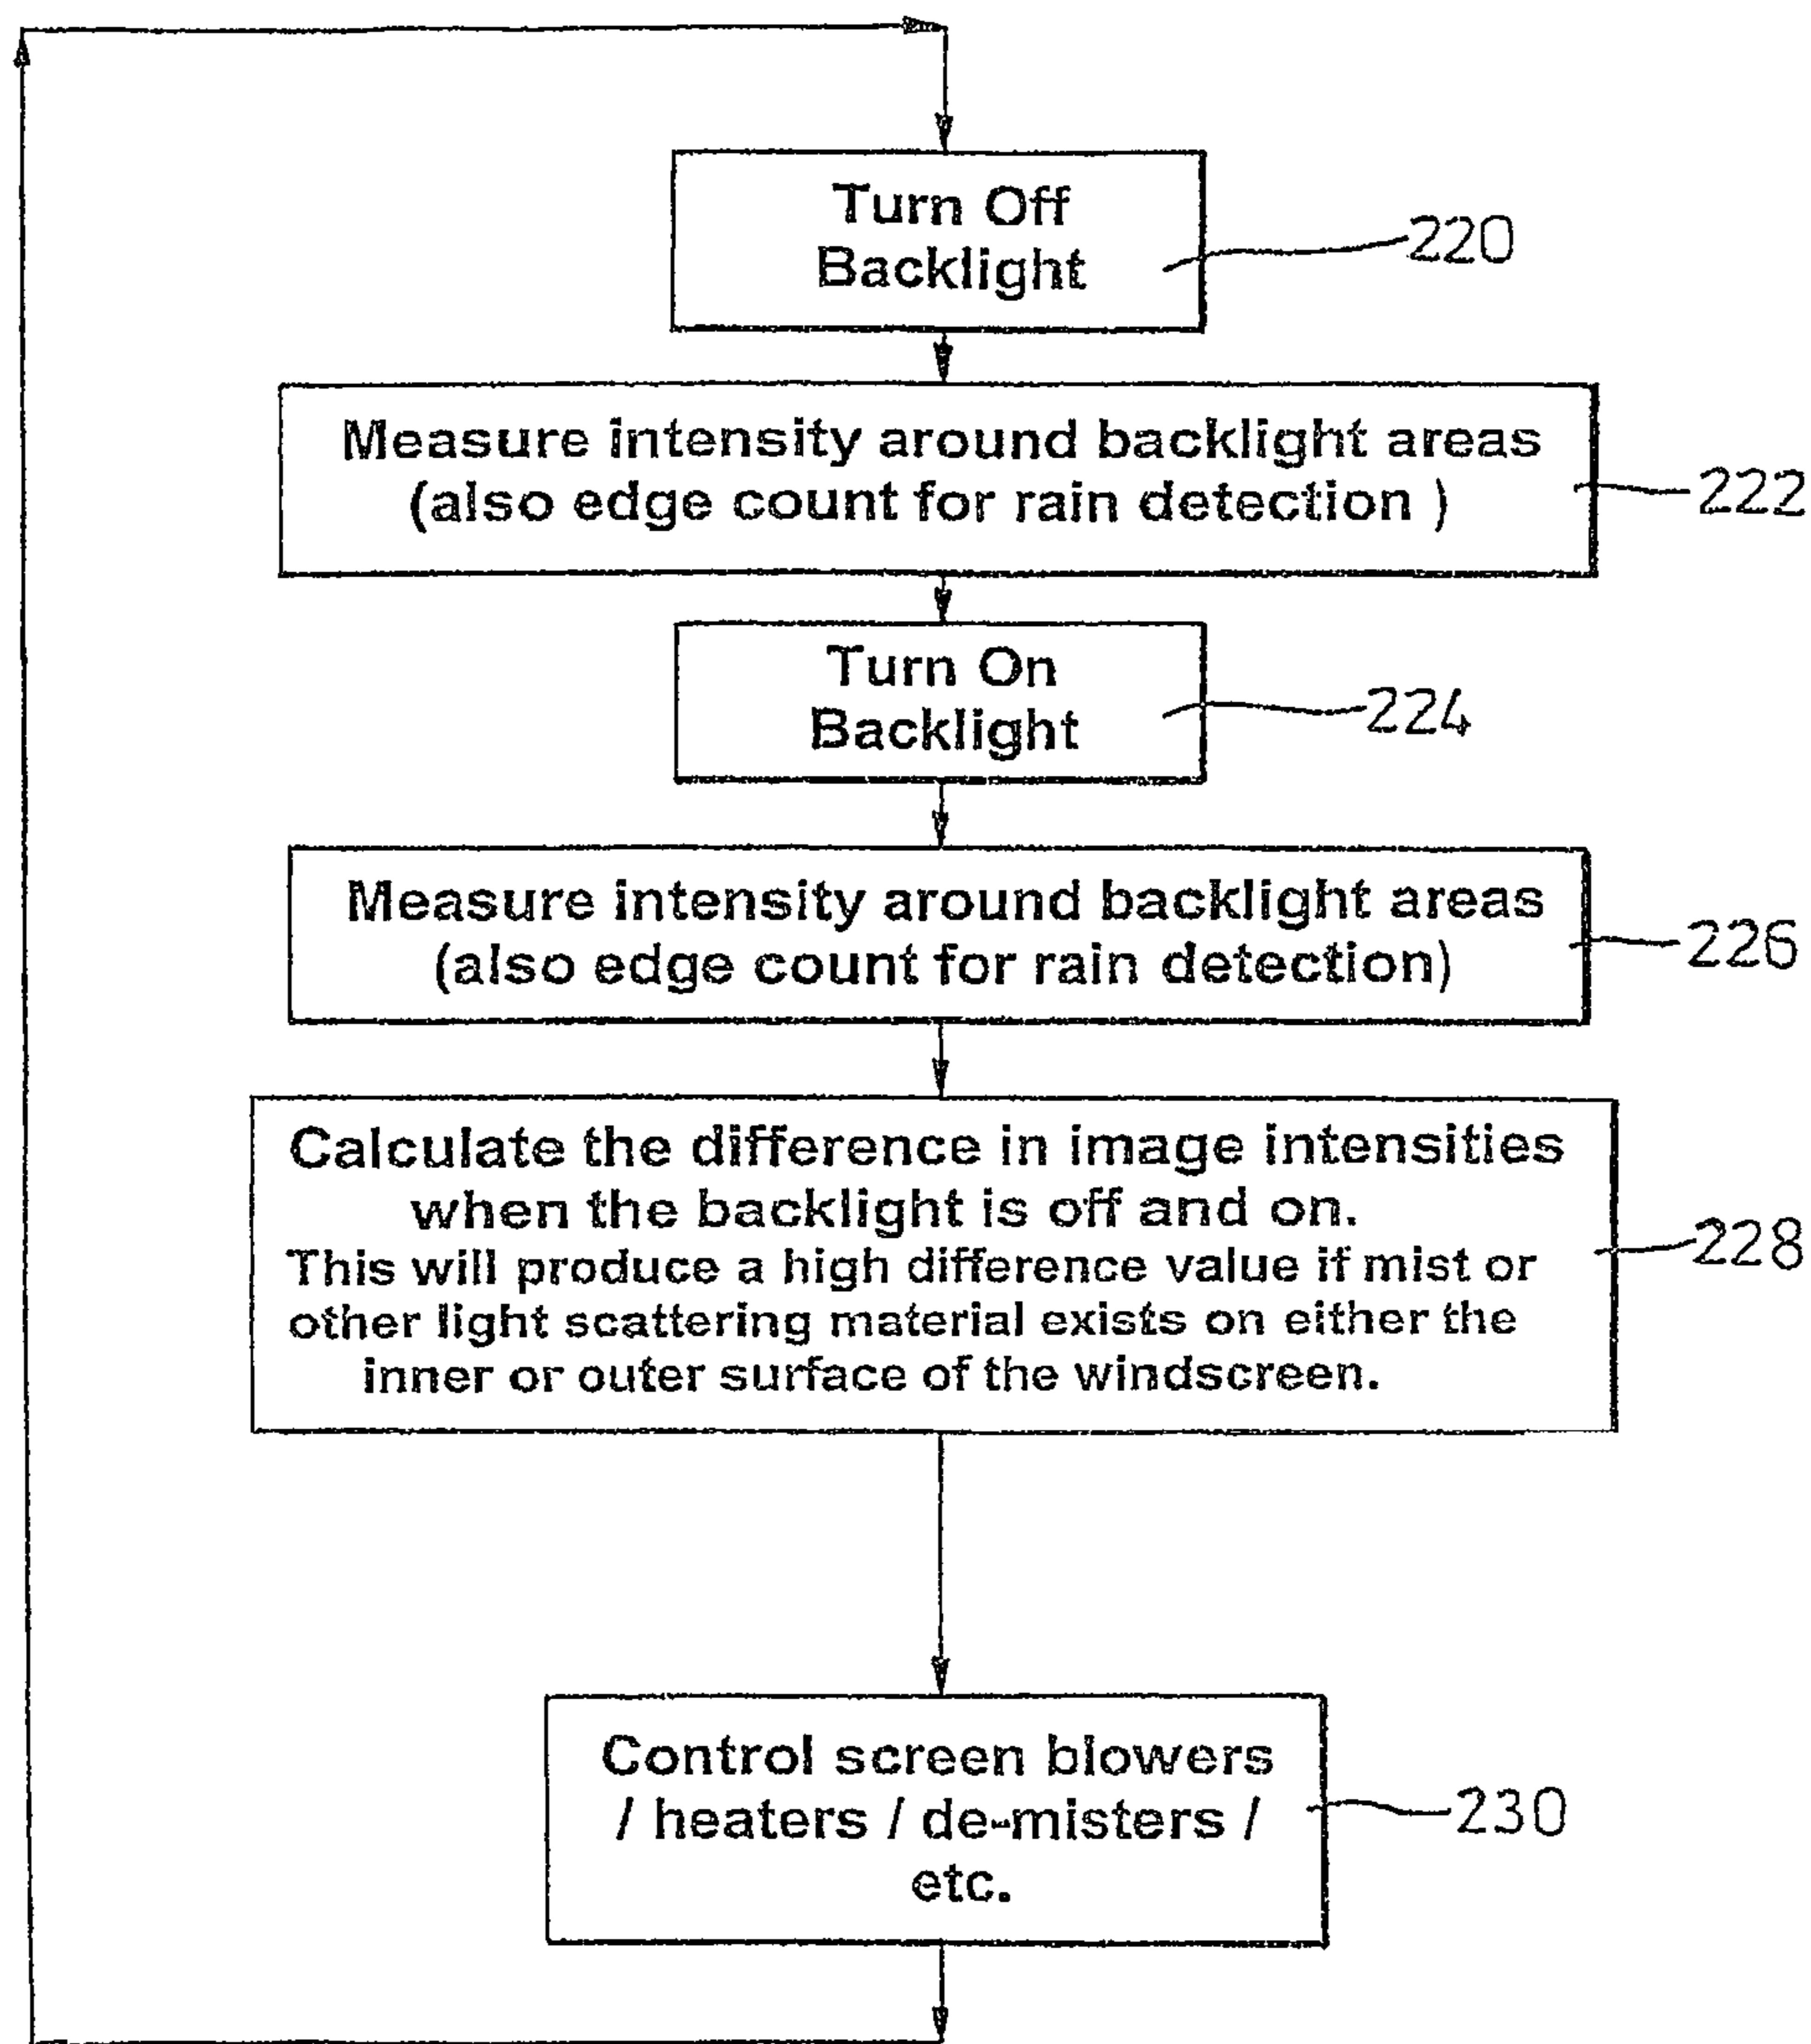 Turn Off
Backlight
220
Measure intensity around backlight areas
(also edge count for rain detection )
222
Turn On
Backlight
224
Measure intensity around backlight areas
(also edge count for rain detection)
226
Calculate the difference in image intensities
when the backlight is off and on.
This will produce a high difference value if mist or
other light scattering material exists on either the
inner or outer surface of the windscreen.
228
Control screen blowers
/ heaters / de-misters /
etc.
230